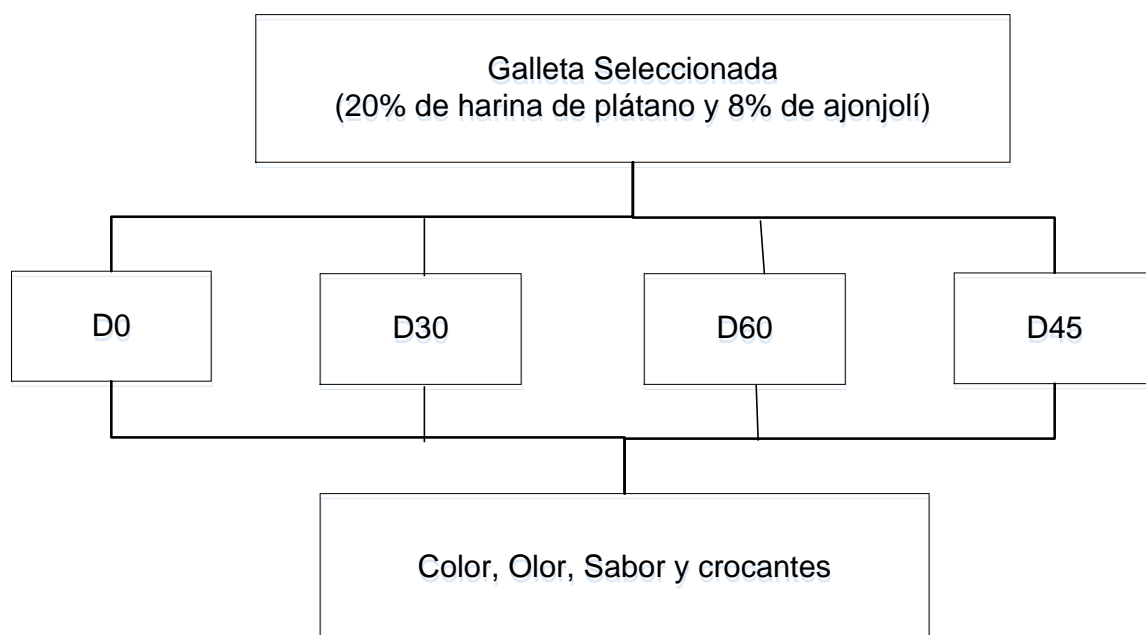 Galleta Seleccionada
(20% de harina de plátano y 8% de ajonjolí)
D0
D30
D60
D45
Color, Olor, Sabor y crocantes